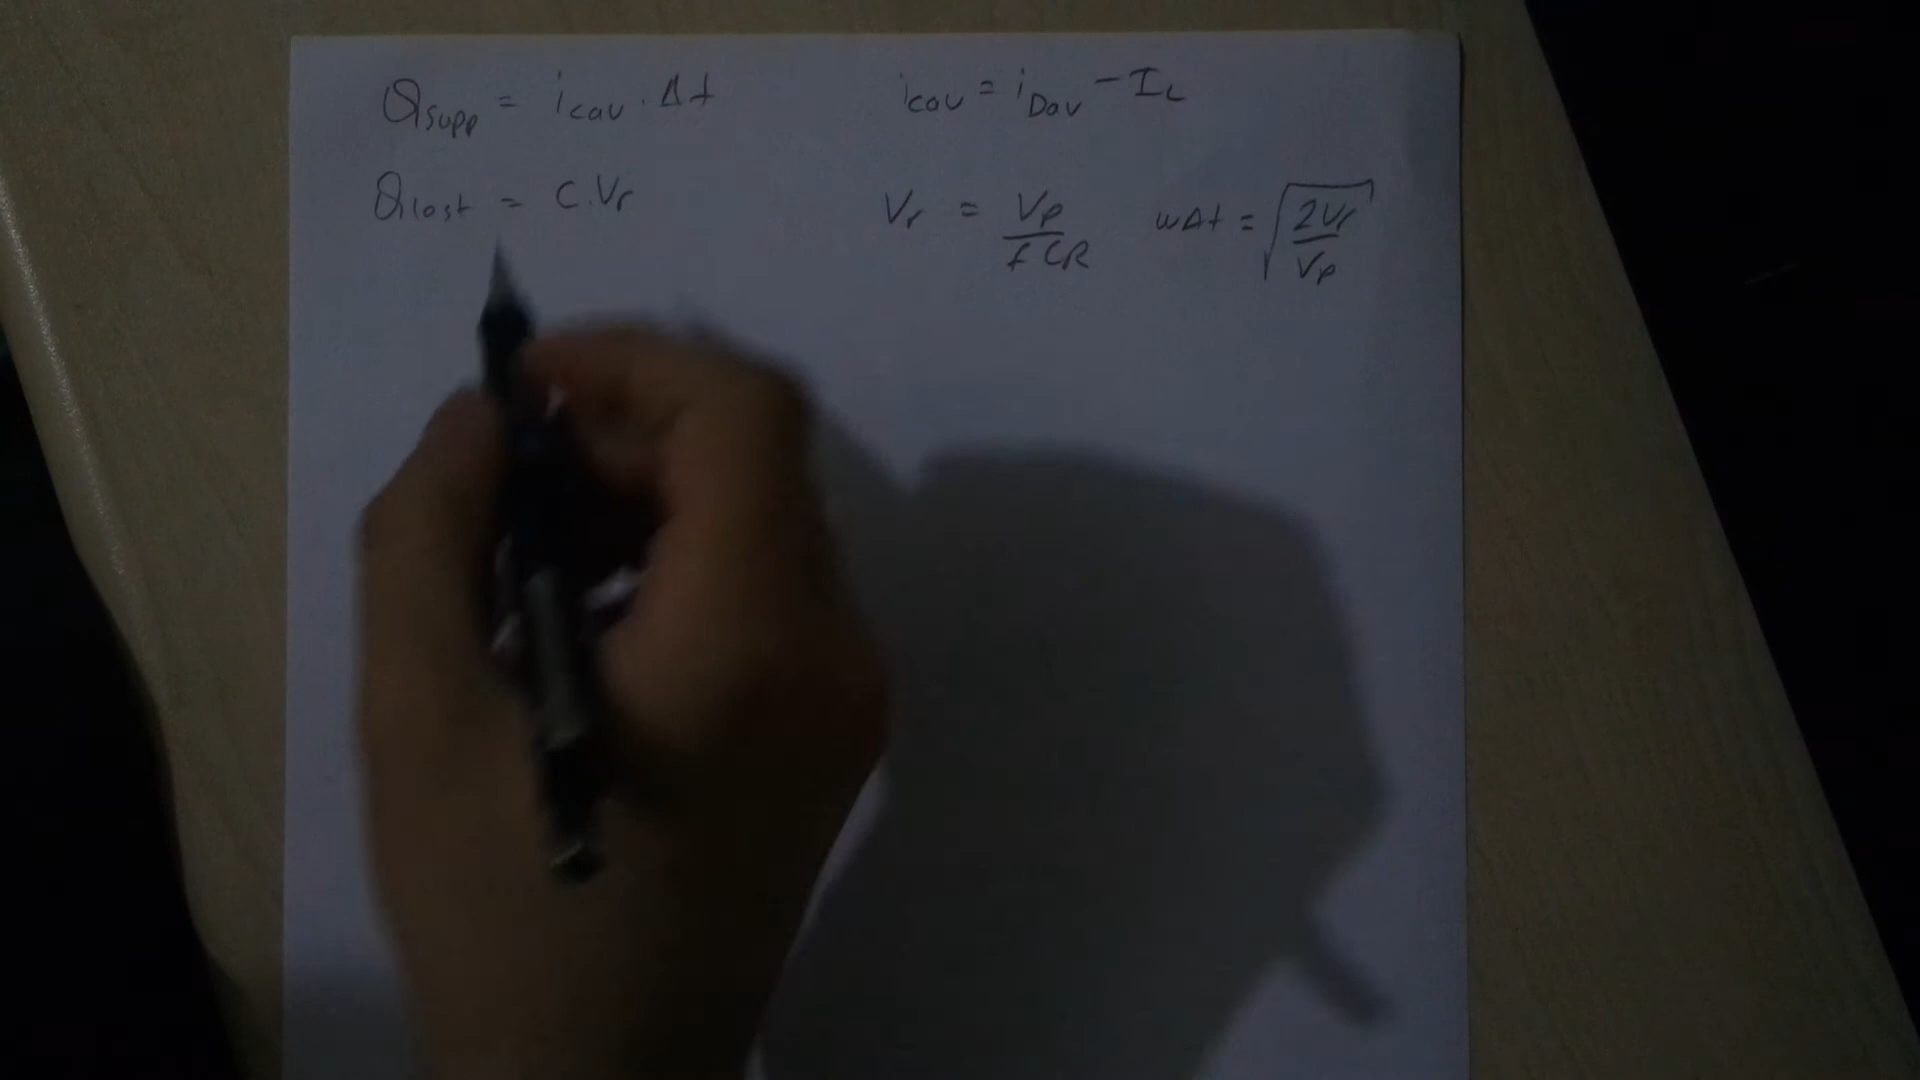 Qsupp = icav . Δt    icav = iDav - IL
Qlost = C.Vr    Vr = Vp/fCR    wΔt = √(2Vr/Vp)